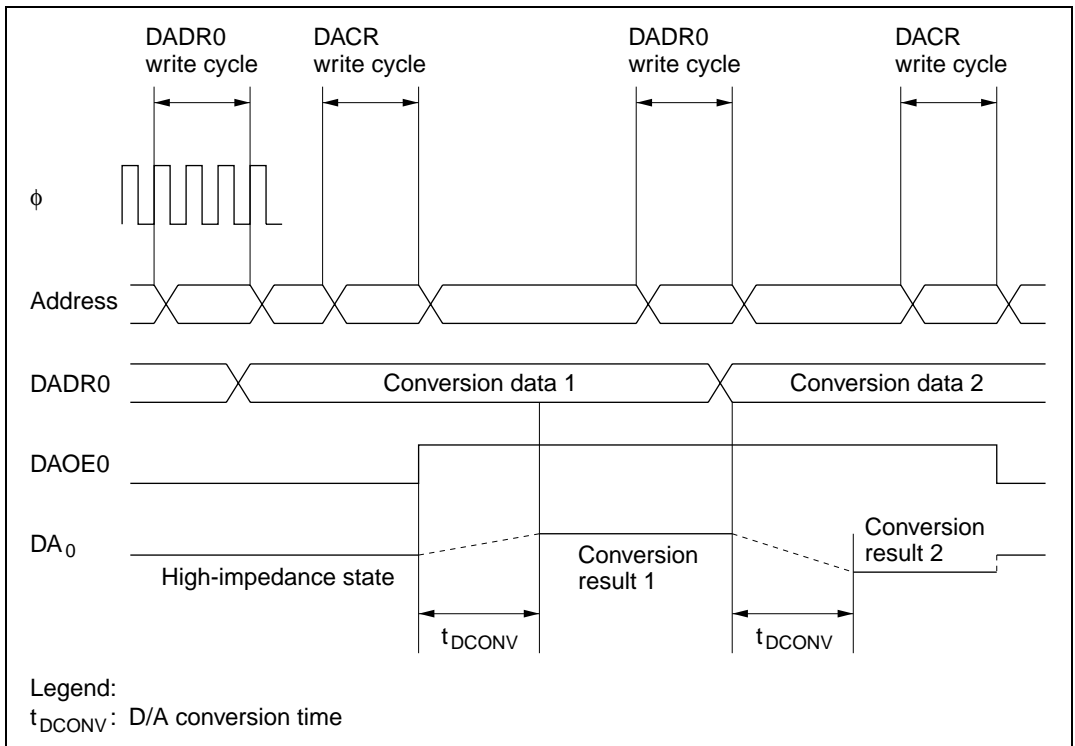 DADR0
write cycle
DACR
write cycle
DADR0
write cycle
DACR
write cycle
ϕ
Address
DADR0
Conversion data 1
Conversion data 2
DAOE0
DA0
High-impedance state
Conversion
result 1
Conversion
result 2
tDCONV
tDCONV
Legend:
tDCONV: D/A conversion time